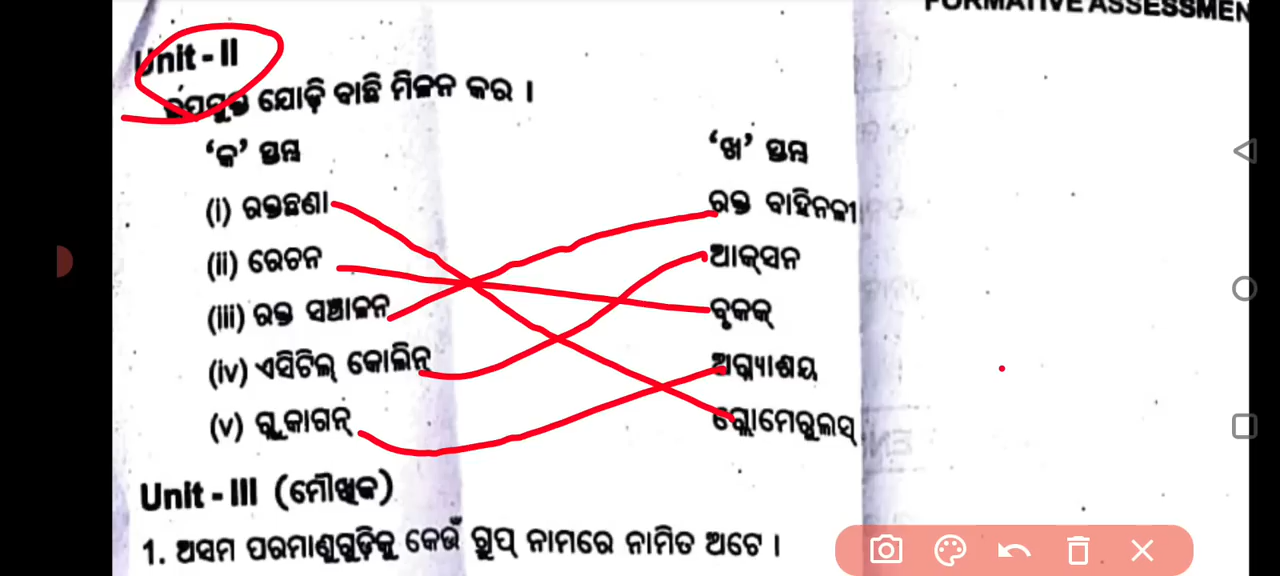 FORMATIVE ASSESSMEN
Unit - II
ଉପଯୁକ୍ତ ଯୋଡ଼ି ବାଛି ମିଳନ କର ।
‘କ’ ସ୍ତମ୍ଭ ‘ଖ’ ସ୍ତମ୍ଭ
(i) ରକ୍ତଛଣା ରକ୍ତ ବାହିନଳୀ
(ii) ରେଚନ ଆକ୍ସନ
(iii) ରକ୍ତ ସଞ୍ଚାଳନ ବୃକକ୍
(iv) ଏସିଟିଲ୍ କୋଲିନ୍ ଅଗ୍ନ୍ୟାଶୟ
(v) ଗ୍ଲୁକାଗନ୍ ଗ୍ଲୋମେରୁଲସ୍
Unit - III (ମୌଖିକ)
1. ଅସମ ପରମାଣୁଗୁଡ଼ିକୁ କେଉଁ ଗ୍ରୁପ୍ ନାମରେ ନାମିତ ଅଟେ ।